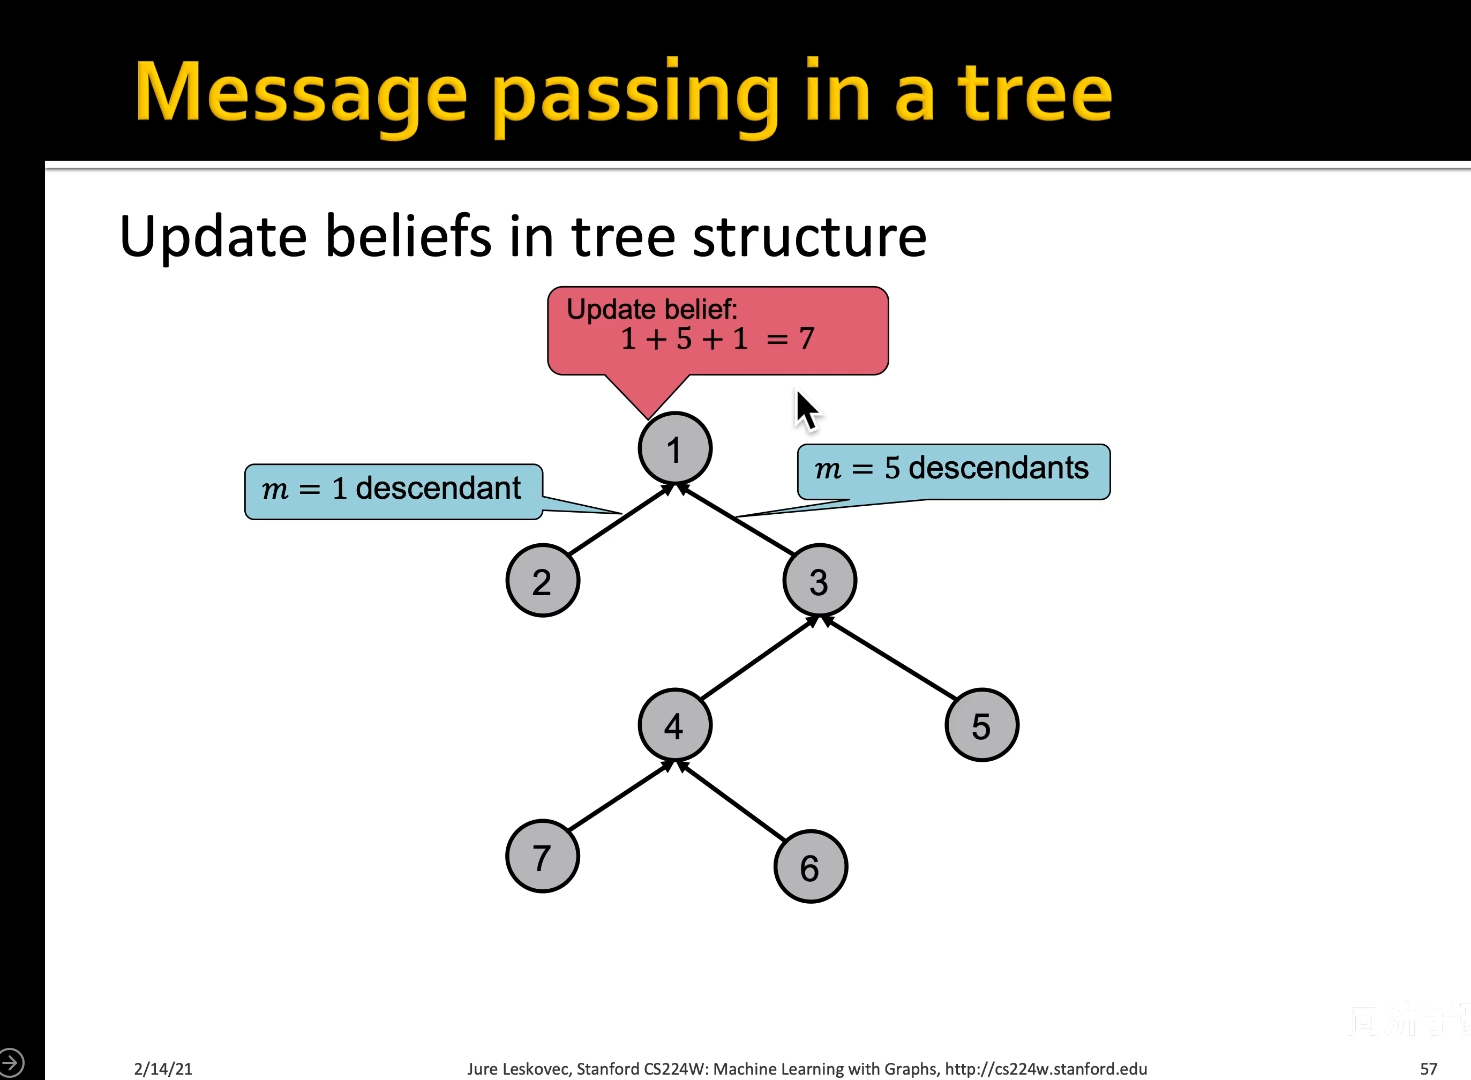 Message passing in a tree
Update beliefs in tree structure
Update belief:
1 + 5 + 1 = 7
1
m = 5 descendants
m = 1 descendant
2
3
4
5
7
6
2/14/21
Jure Leskovec, Stanford CS224W: Machine Learning with Graphs, http://cs224w.stanford.edu
57